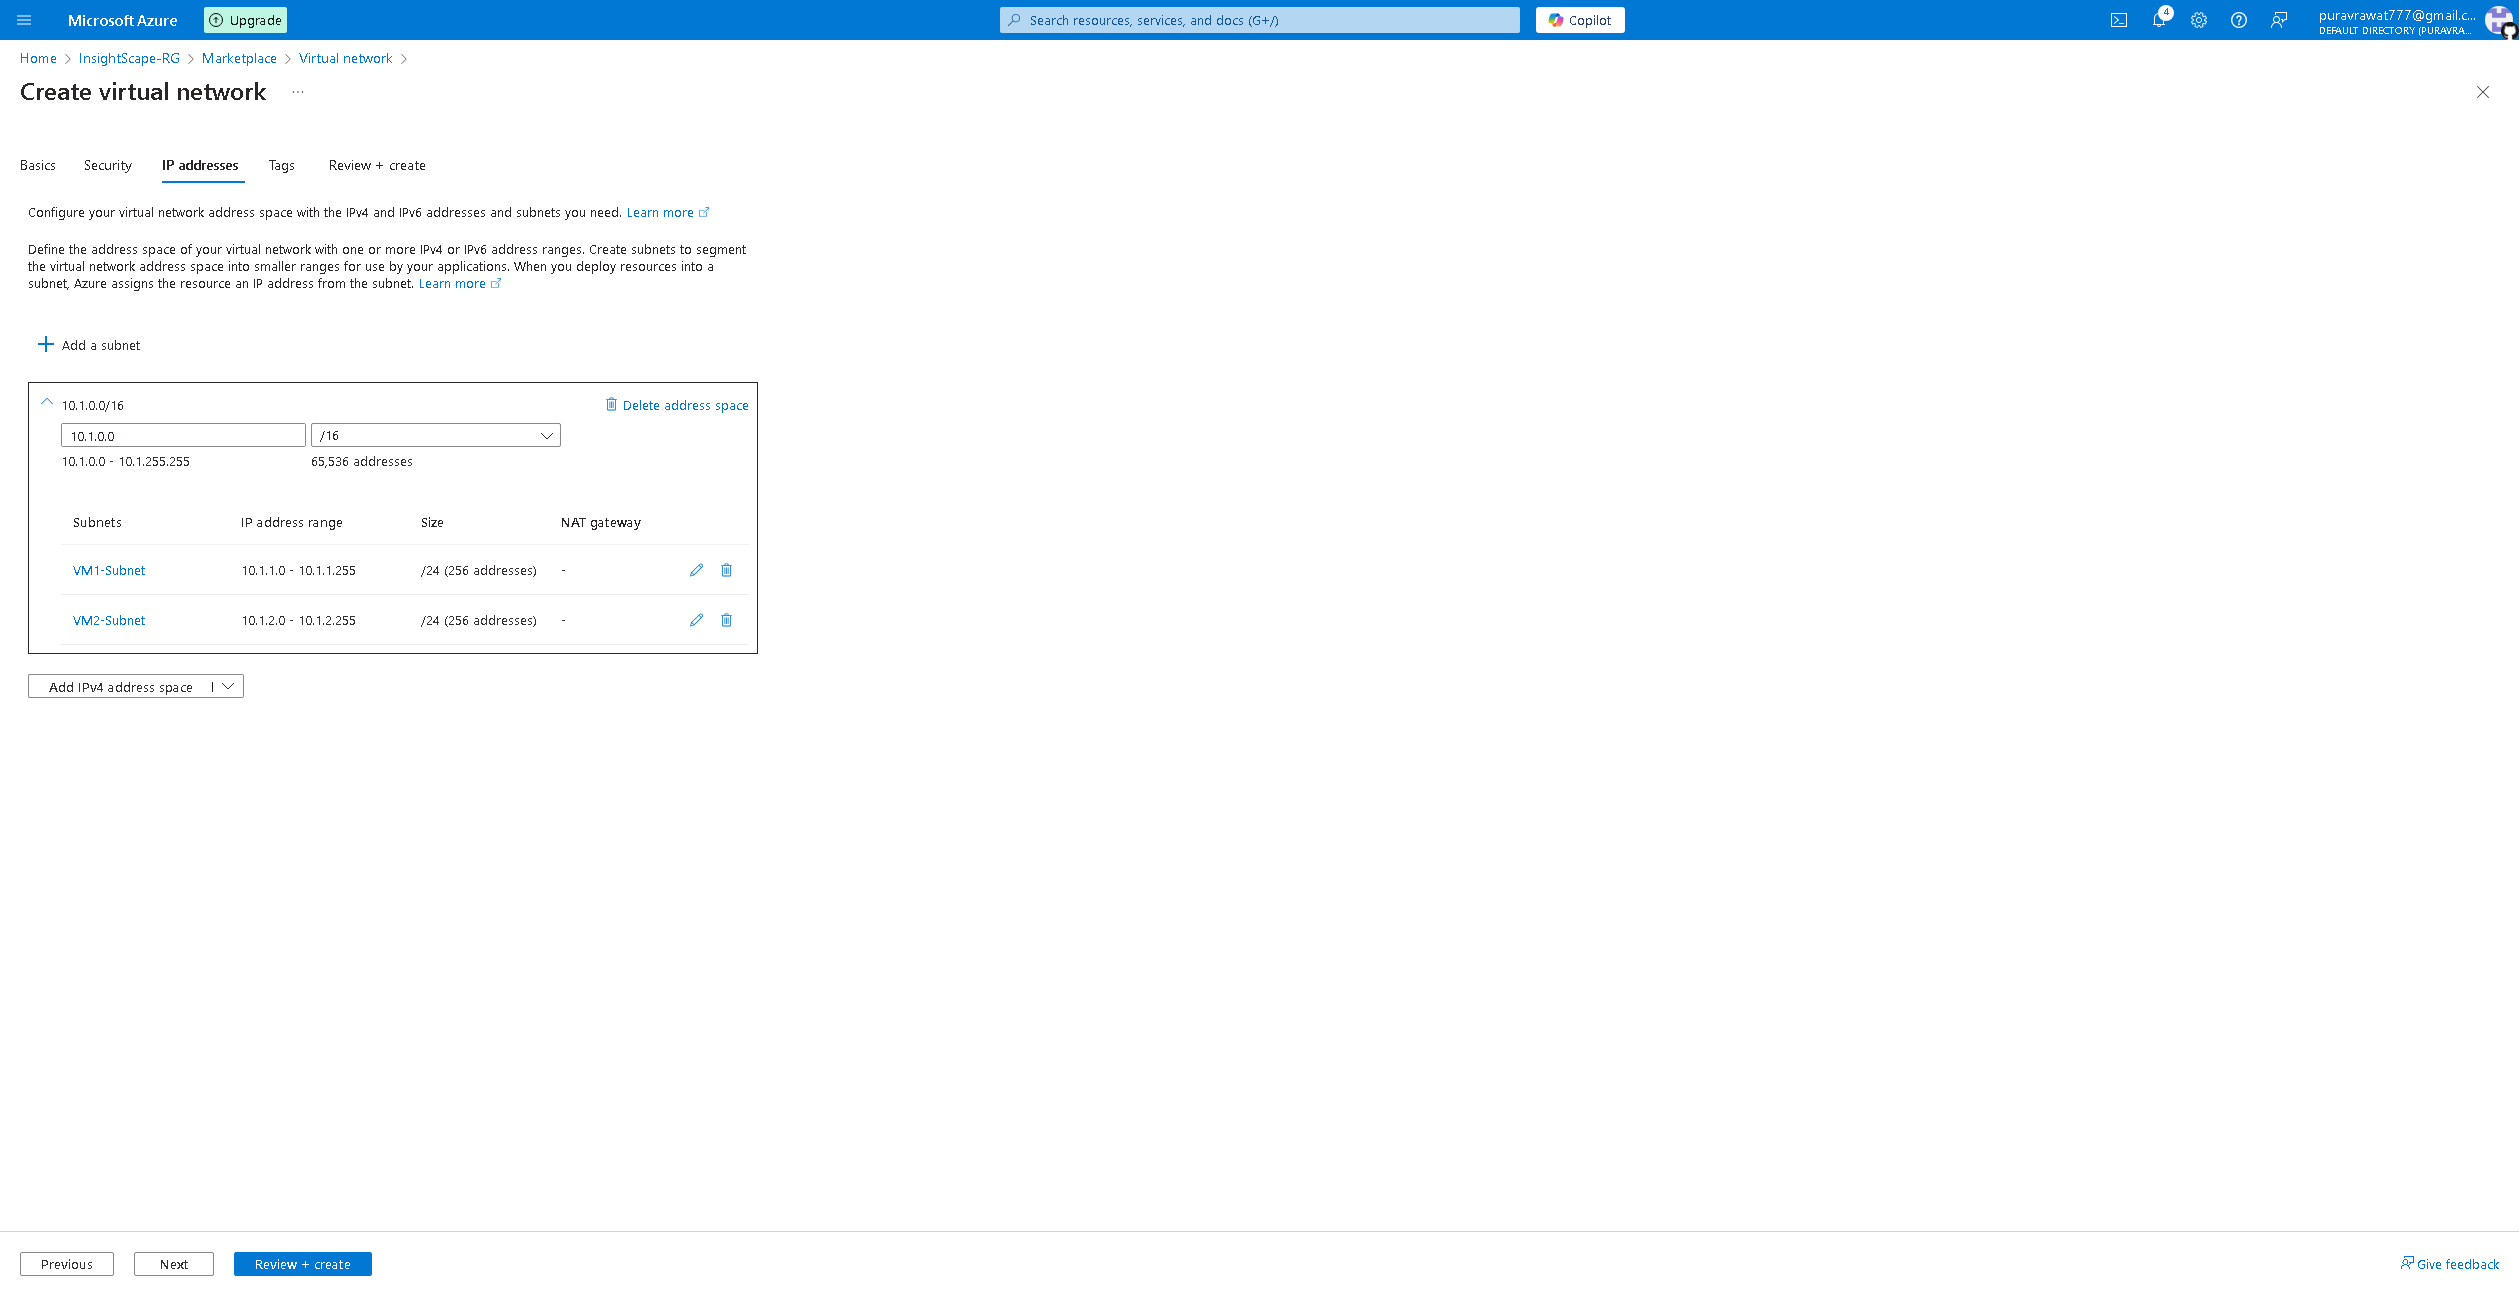 Microsoft Azure
Upgrade
Search resources, services, and docs (G+/)
Copilot
4
puravrawat777@gmail.c...
DEFAULT DIRECTORY (PURAVRA...
Home > InsightScape-RG > Marketplace > Virtual network >
Create virtual network ...
Basics Security IP addresses Tags Review + create
Configure your virtual network address space with the IPv4 and IPv6 addresses and subnets you need. Learn more
Define the address space of your virtual network with one or more IPv4 or IPv6 address ranges. Create subnets to segment
the virtual network address space into smaller ranges for use by your applications. When you deploy resources into a
subnet, Azure assigns the resource an IP address from the subnet. Learn more
Add a subnet
10.1.0.0/16 Delete address space
10.1.0.0 /16
10.1.0.0 - 10.1.255.255 65,536 addresses
Subnets IP address range Size NAT gateway
VM1-Subnet 10.1.1.0 - 10.1.1.255 /24 (256 addresses) -
VM2-Subnet 10.1.2.0 - 10.1.2.255 /24 (256 addresses) -
Add IPv4 address space |
Previous Next Review + create Give feedback